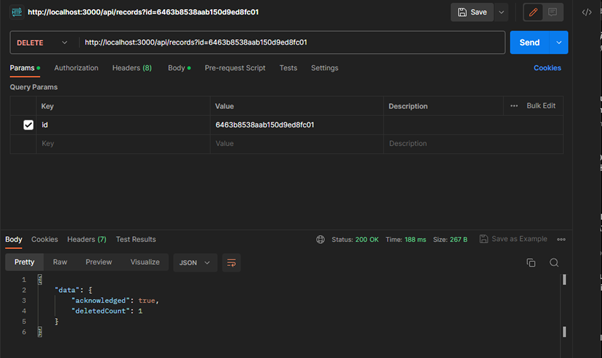 http://localhost:3000/api/records?id=6463b8538aab150d9ed8fc01
Save
DELETE http://localhost:3000/api/records?id=6463b8538aab150d9ed8fc01 Send
Params Authorization Headers (8) Body Pre-request Script Tests Settings Cookies
Query Params
Key Value Description Bulk Edit
id 6463b8538aab150d9ed8fc01
Key Value Description
Body Cookies Headers (7) Test Results Status: 200 OK Time: 188 ms Size: 267 B Save as Example
Pretty Raw Preview Visualize JSON
1 {
2 "data": {
3 "acknowledged": true,
4 "deletedCount": 1
5 }
6 }